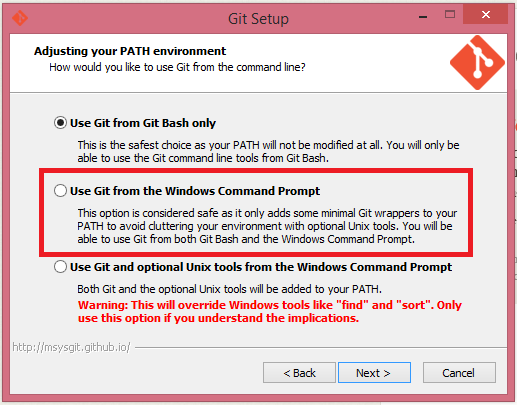 Git Setup
Adjusting your PATH environment
How would you like to use Git from the command line?
Use Git from Git Bash only
This is the safest choice as your PATH will not be modified at all. You will only be
able to use the Git command line tools from Git Bash.
Use Git from the Windows Command Prompt
This option is considered safe as it only adds some minimal Git wrappers to your
PATH to avoid cluttering your environment with optional Unix tools. You will be
able to use Git from both Git Bash and the Windows Command Prompt.
Use Git and optional Unix tools from the Windows Command Prompt
Both Git and the optional Unix tools will be added to your PATH.
Warning: This will override Windows tools like "find" and "sort". Only
use this option if you understand the implications.
http://msysgit.github.io/
< Back Next > Cancel